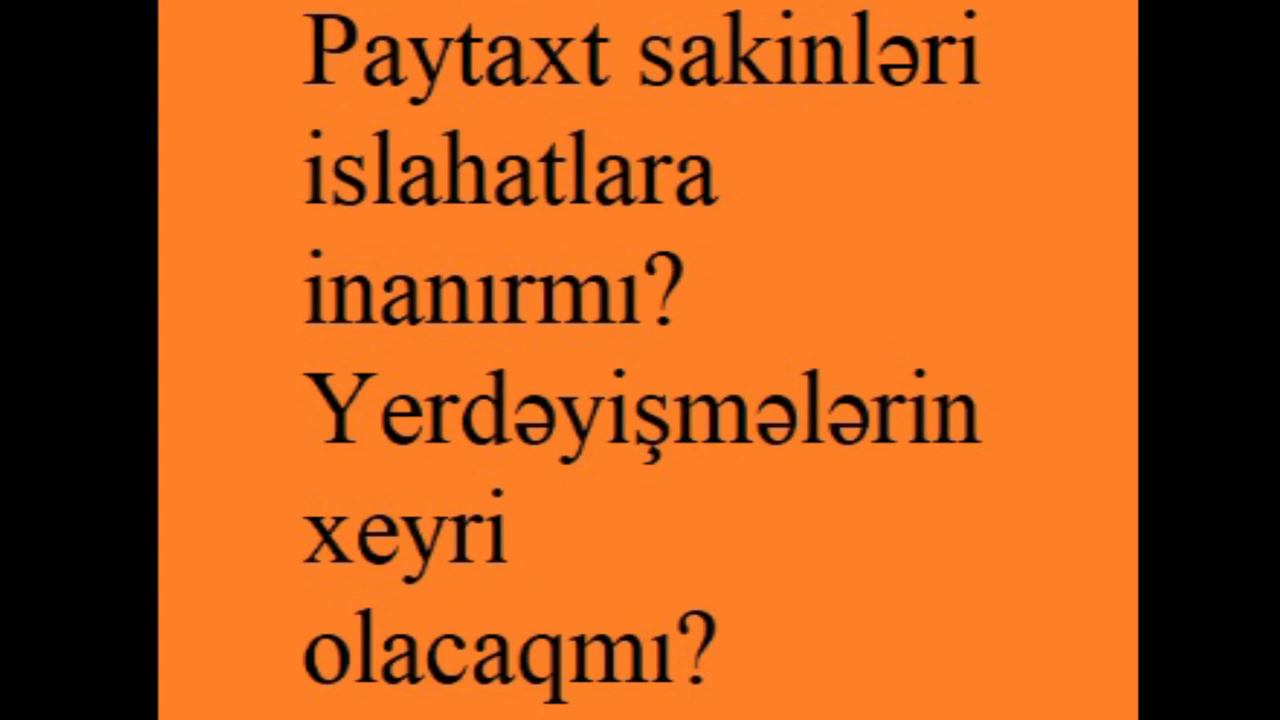 Paytaxt sakinləri
islahatlara
inanırmı?
Yerdəyişmələrin
xeyri
olacaqmı?